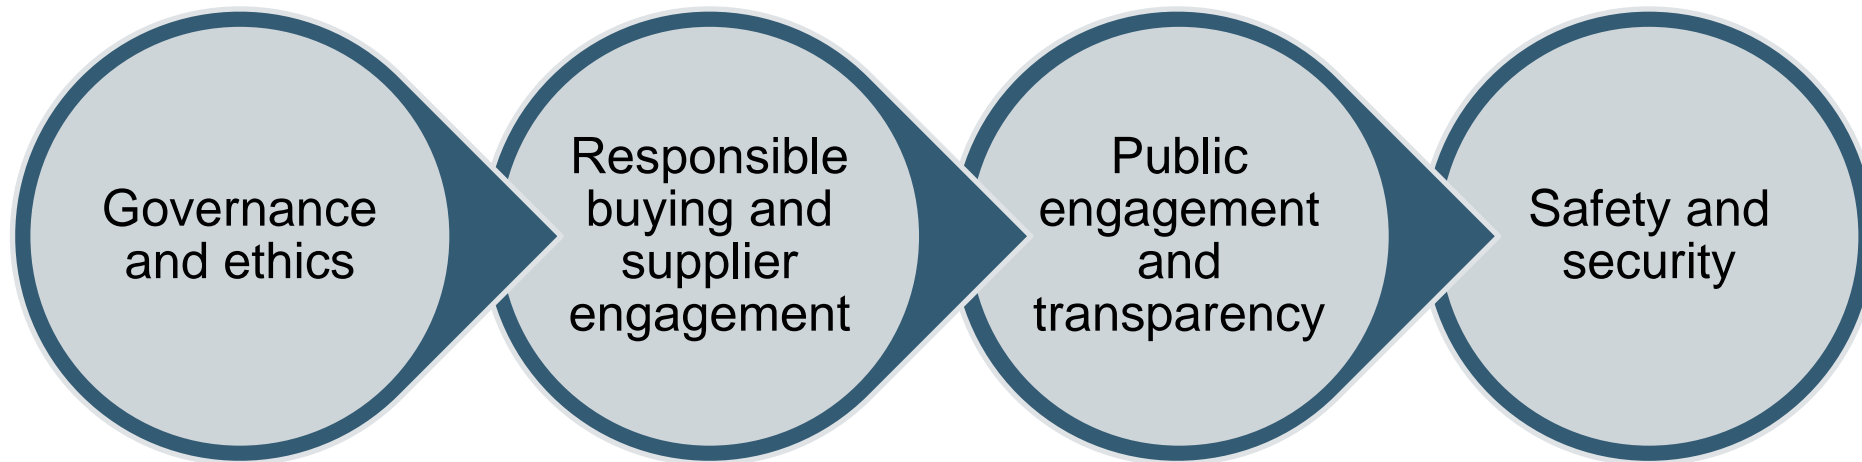 Governance
and ethics
Responsible
buying and
supplier
engagement
Public
engagement
and
transparency
Safety and
security